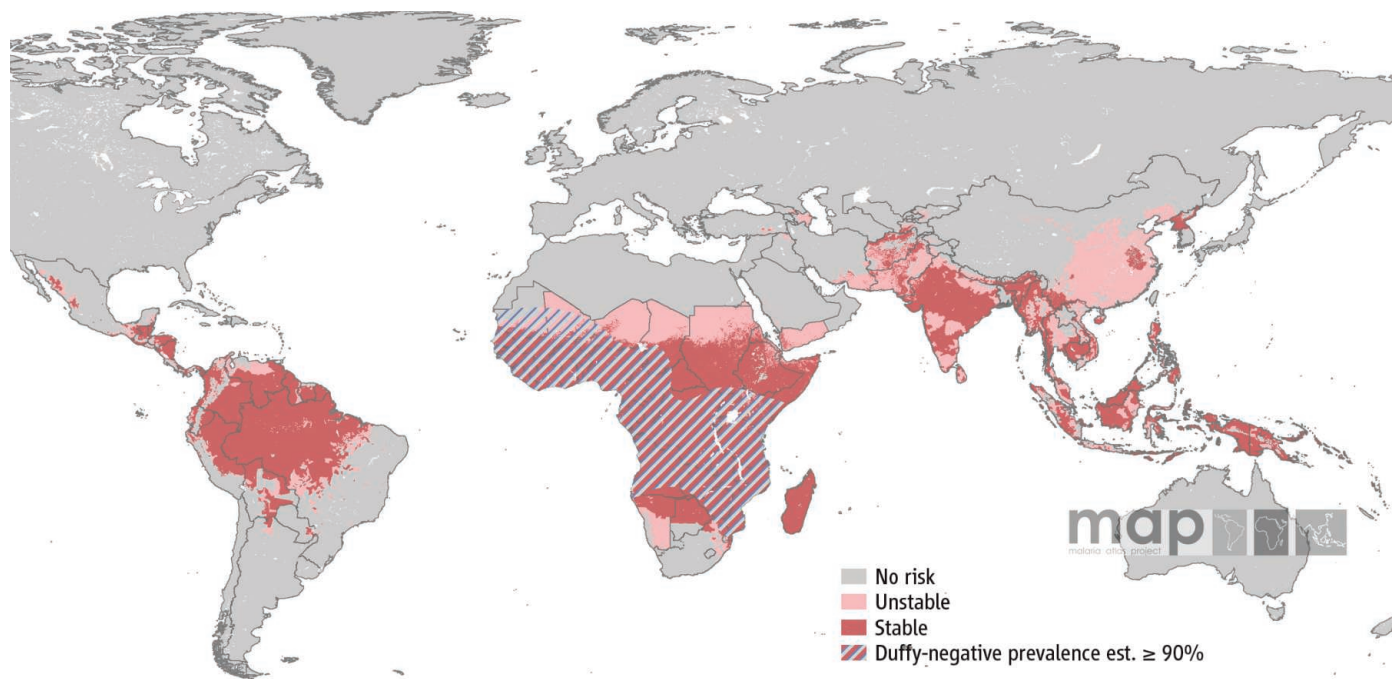 map
malaria atlas project
No risk
Unstable
Stable
Duffy-negative prevalence est. ≥ 90%